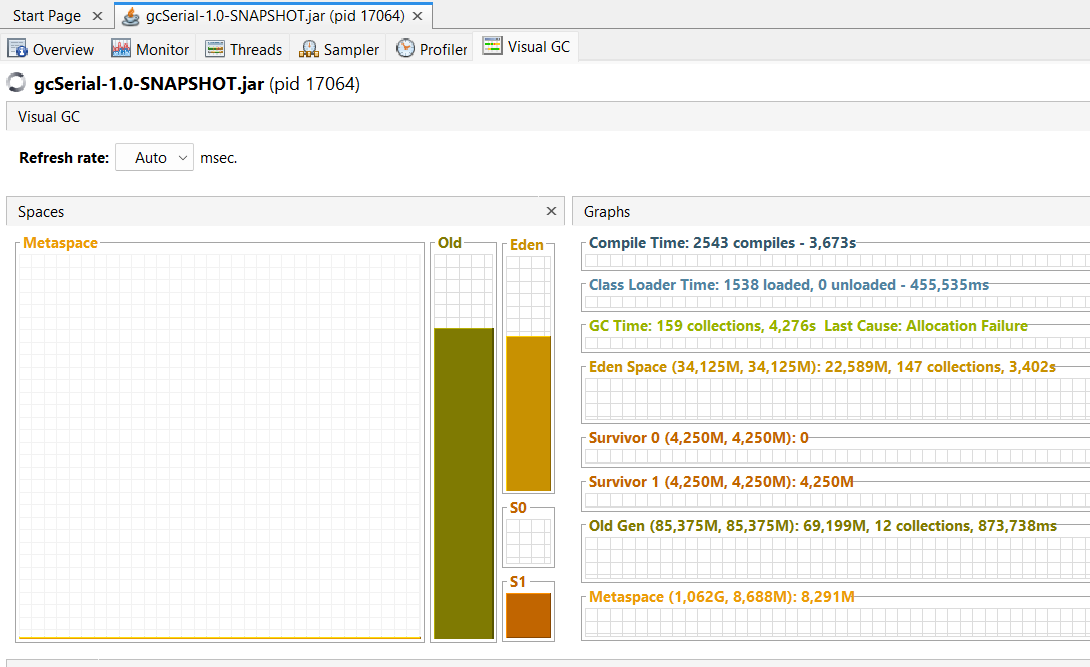 Start Page
gcSerial-1.0-SNAPSHOT.jar (pid 17064)
Overview Monitor Threads Sampler Profiler Visual GC
gcSerial-1.0-SNAPSHOT.jar (pid 17064)
Visual GC
Refresh rate: Auto msec.
Spaces
Metaspace
Old
Eden
S0
S1
Graphs
Compile Time: 2543 compiles - 3,673s
Class Loader Time: 1538 loaded, 0 unloaded - 455,535ms
GC Time: 159 collections, 4,276s Last Cause: Allocation Failure
Eden Space (34,125M, 34,125M): 22,589M, 147 collections, 3,402s
Survivor 0 (4,250M, 4,250M): 0
Survivor 1 (4,250M, 4,250M): 4,250M
Old Gen (85,375M, 85,375M): 69,199M, 12 collections, 873,738ms
Metaspace (1,062G, 8,688M): 8,291M